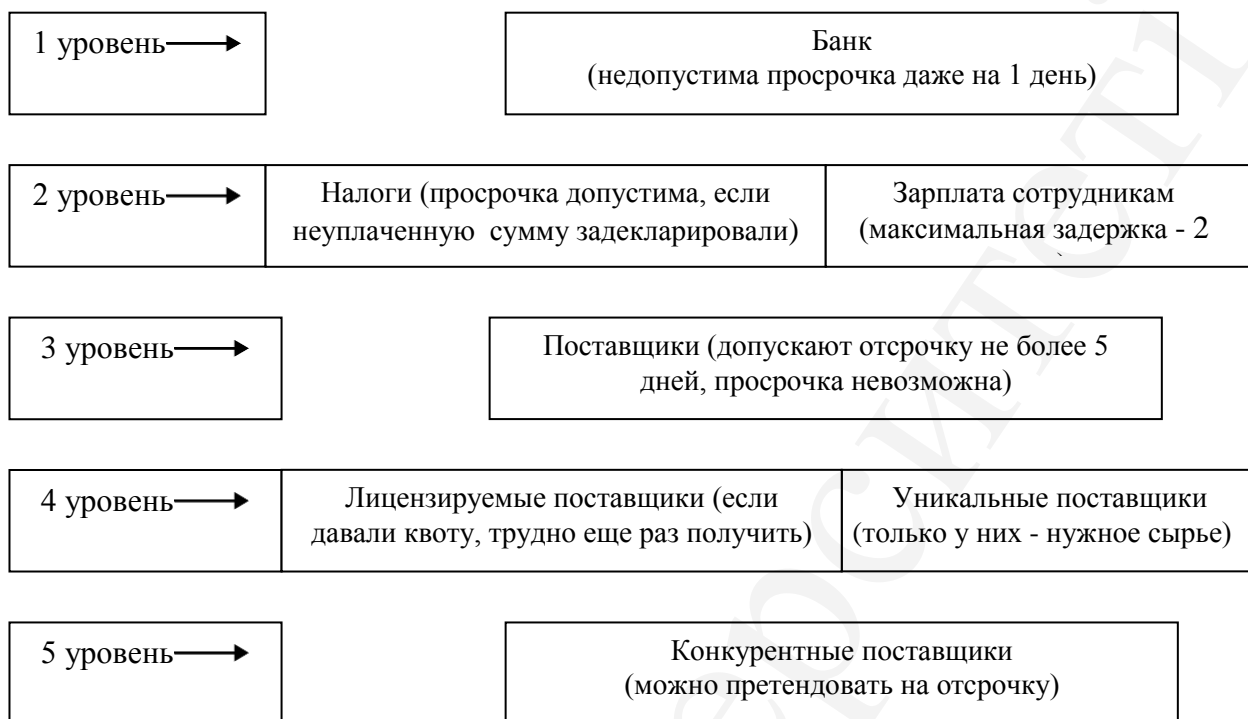 1 уровень
Банк
(недопустима просрочка даже на 1 день)
2 уровень
Налоги (просрочка допустима, если
неуплаченную сумму задекларировали)
Зарплата сотрудникам
(максимальная задержка - 2
3 уровень
Поставщики (допускают отсрочку не более 5
дней, просрочка невозможна)
4 уровень
Лицензируемые поставщики (если
давали квоту, трудно еще раз получить)
Уникальные поставщики
(только у них - нужное сырье)
5 уровень
Конкурентные поставщики
(можно претендовать на отсрочку)